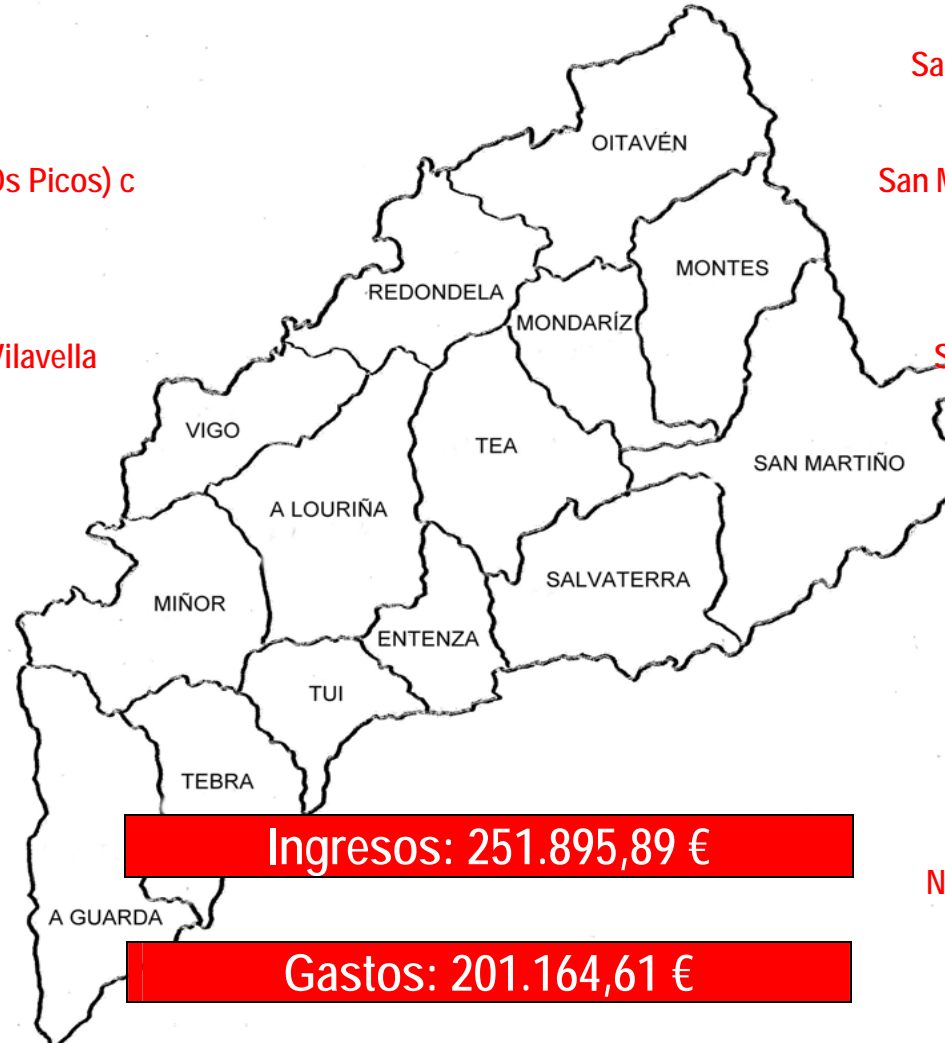 Sa
OITAVÉN
Os Picos) c
San M
MONTES
REDONDELA
MONDARÍZ
Vilavella
S
VIGO
TEA
SAN MARTIÑO
A LOURIÑA
SALVATERRA
MIÑOR
ENTENZA
TUI
TEBRA
Ingresos: 251.895,89 €
N
A GUARDA
Gastos: 201.164,61 €